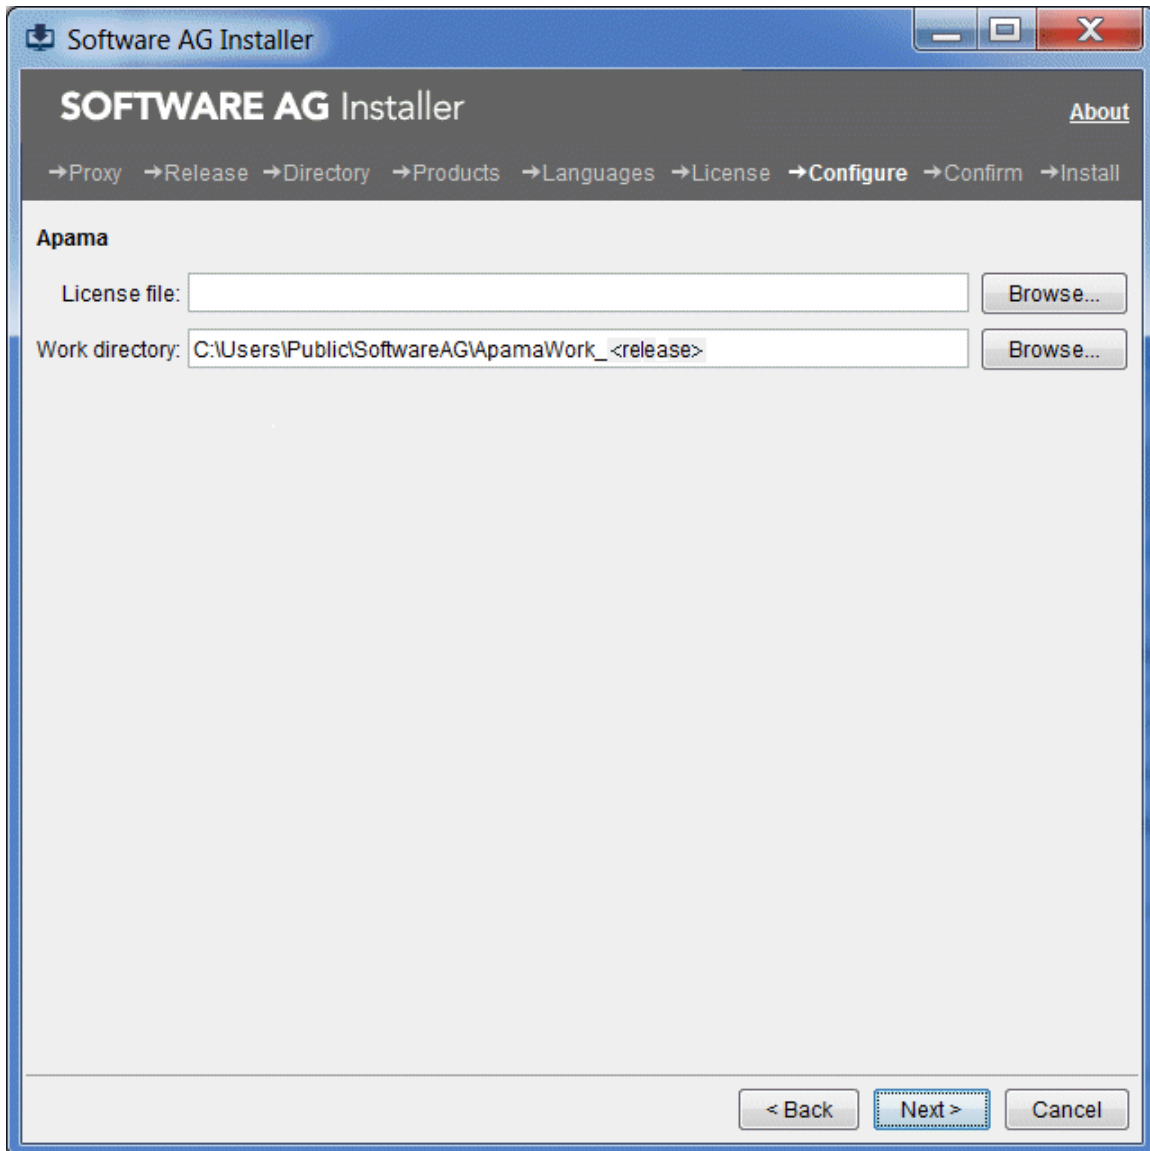 Software AG Installer
SOFTWARE AG Installer
About
→Proxy →Release →Directory →Products →Languages →License →Configure →Confirm →Install
Apama
License file: Browse...
Work directory: C:\Users\Public\SoftwareAG\ApamaWork_<release> Browse...
< Back Next > Cancel